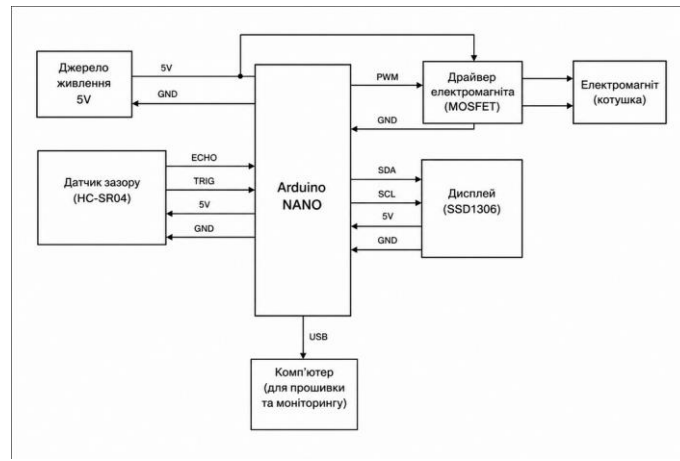 Джерело
живлення
5V
5V
GND
Датчик зазору
(HC-SR04)
ECHO
TRIG
5V
GND
Arduino
NANO
PWM
GND
Драйвер
електромагніта
(MOSFET)
Електромагніт
(котушка)
SDA
SCL
5V
GND
Дисплей
(SSD1306)
USB
Комп’ютер
(для прошивки
та моніторингу)